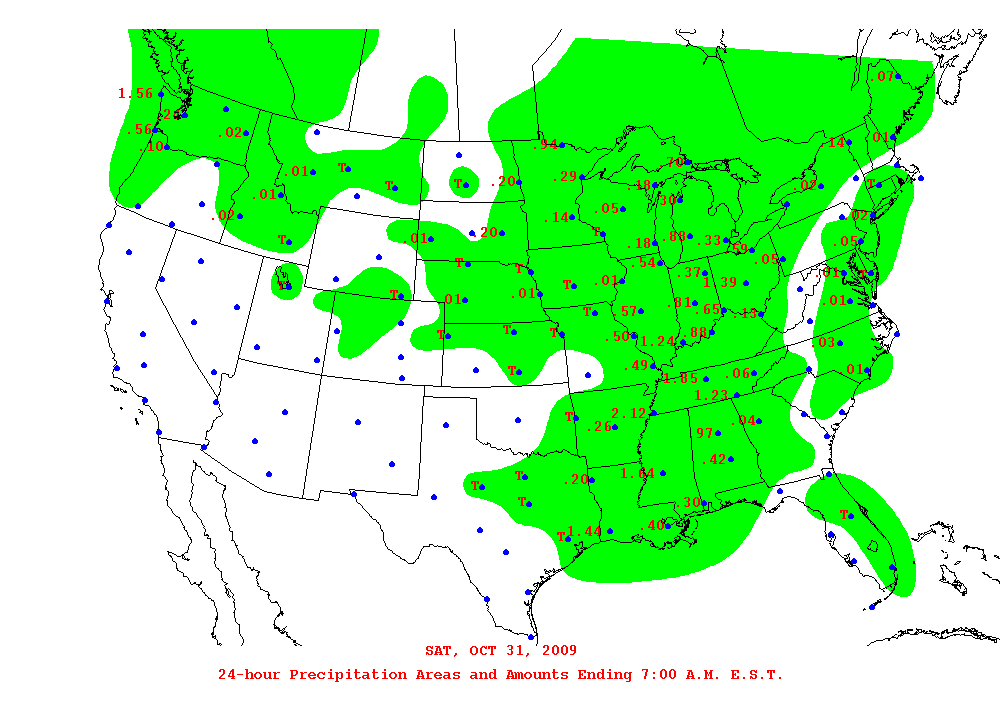 .07
1.56
.24
.56
.02
.10
.94
.14
.01
.70
T
.01
T
T
.20
.29
.18
.02
T
.01
.30
.05
.02
.14
.02
T
.01
.20
T
.18
.88
.33
.59
.05
.05
T
T
.54
.37
.01
T
T
T
.01
.01
T
.01
1.39
.81
.01
T
.57
.65
.13
T
T
T
.50
1.24
.88
.03
T
.49
1.85
.06
.01
1.23
T
2.12
.26
.04
.97
.42
T
T
.20
1.64
T
.30
T
T
1.44
.40
SAT, OCT 31, 2009
24-hour Precipitation Areas and Amounts Ending 7:00 A.M. E.S.T.